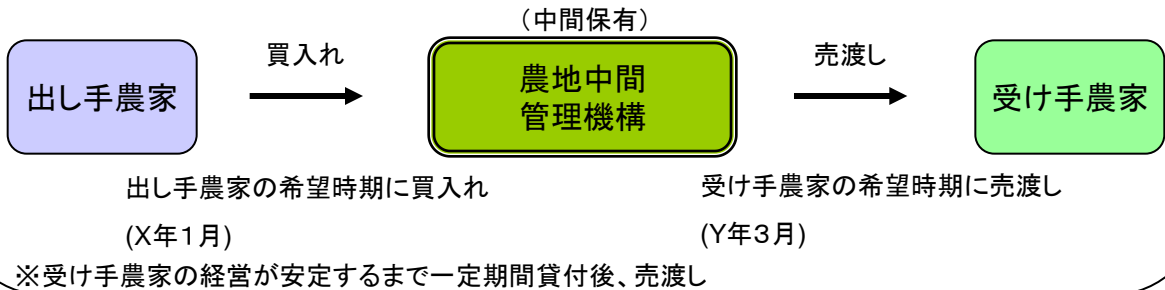 (中間保有)
買入れ
売渡し
出し手農家
農地中間
管理機構
受け手農家
出し手農家の希望時期に買入れ
(X年1月)
受け手農家の希望時期に売渡し
(Y年3月)
※受け手農家の経営が安定するまで一定期間貸付後、売渡し